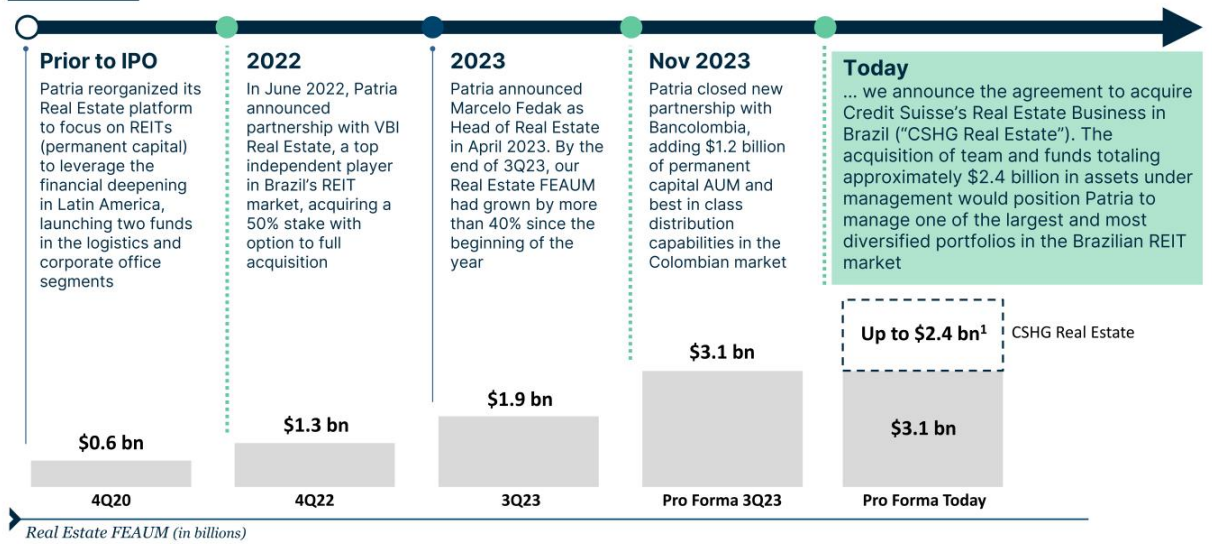 Prior to IPO
Patria reorganized its
Real Estate platform
to focus on REITs
(permanent capital)
to leverage the
financial deepening
in Latin America,
launching two funds
in the logistics and
corporate office
segments
2022
In June 2022, Patria
announced
partnership with VBI
Real Estate, a top
independent player
in Brazil's REIT
market, acquiring a
50% stake with
option to full
acquisition
2023
Patria announced
Marcelo Fedak as
Head of Real Estate
in April 2023. By the
end of 3Q23, our
Real Estate FEAUM
had grown by more
than 40% since the
beginning of the
year
Nov 2023
Patria closed new
partnership with
Bancolombia,
adding $1.2 billion
of permanent
capital AUM and
best in class
distribution
capabilities in the
Colombian market
Today
... we announce the agreement to acquire
Credit Suisse's Real Estate Business in
Brazil ("CSHG Real Estate"). The
acquisition of team and funds totaling
approximately $2.4 billion in assets under
management would position Patria to
manage one of the largest and most
diversified portfolios in the Brazilian REIT
market
$0.6 bn
4Q20
$1.3 bn
4Q22
$1.9 bn
3Q23
$3.1 bn
Pro Forma 3Q23
Up to $2.4 bn¹
CSHG Real Estate
$3.1 bn
Pro Forma Today
Real Estate FEAUM (in billions)